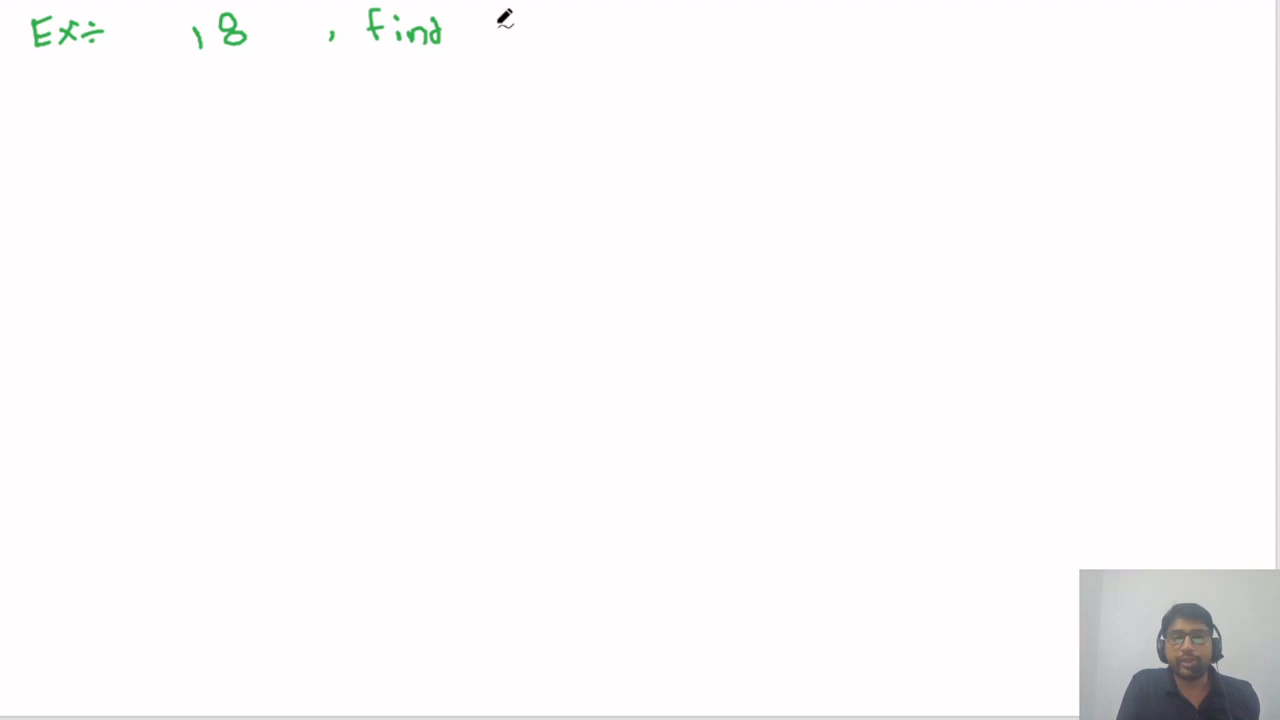 Ex÷ , 8 , find